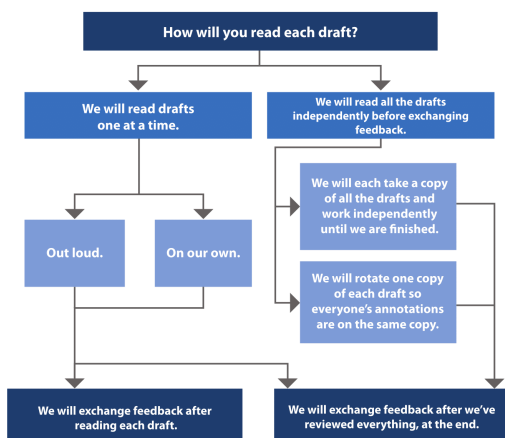 How will you read each draft?
We will read drafts
one at a time.
We will read all the drafts
independently before exchanging
feedback.
We will each take a copy
of all the drafts and
work independently
until we are finished.
Out loud.
On our own.
We will rotate one copy
of each draft so
everyone’s annotations
are on the same copy.
We will exchange feedback after
reading each draft.
We will exchange feedback after we’ve
reviewed everything, at the end.